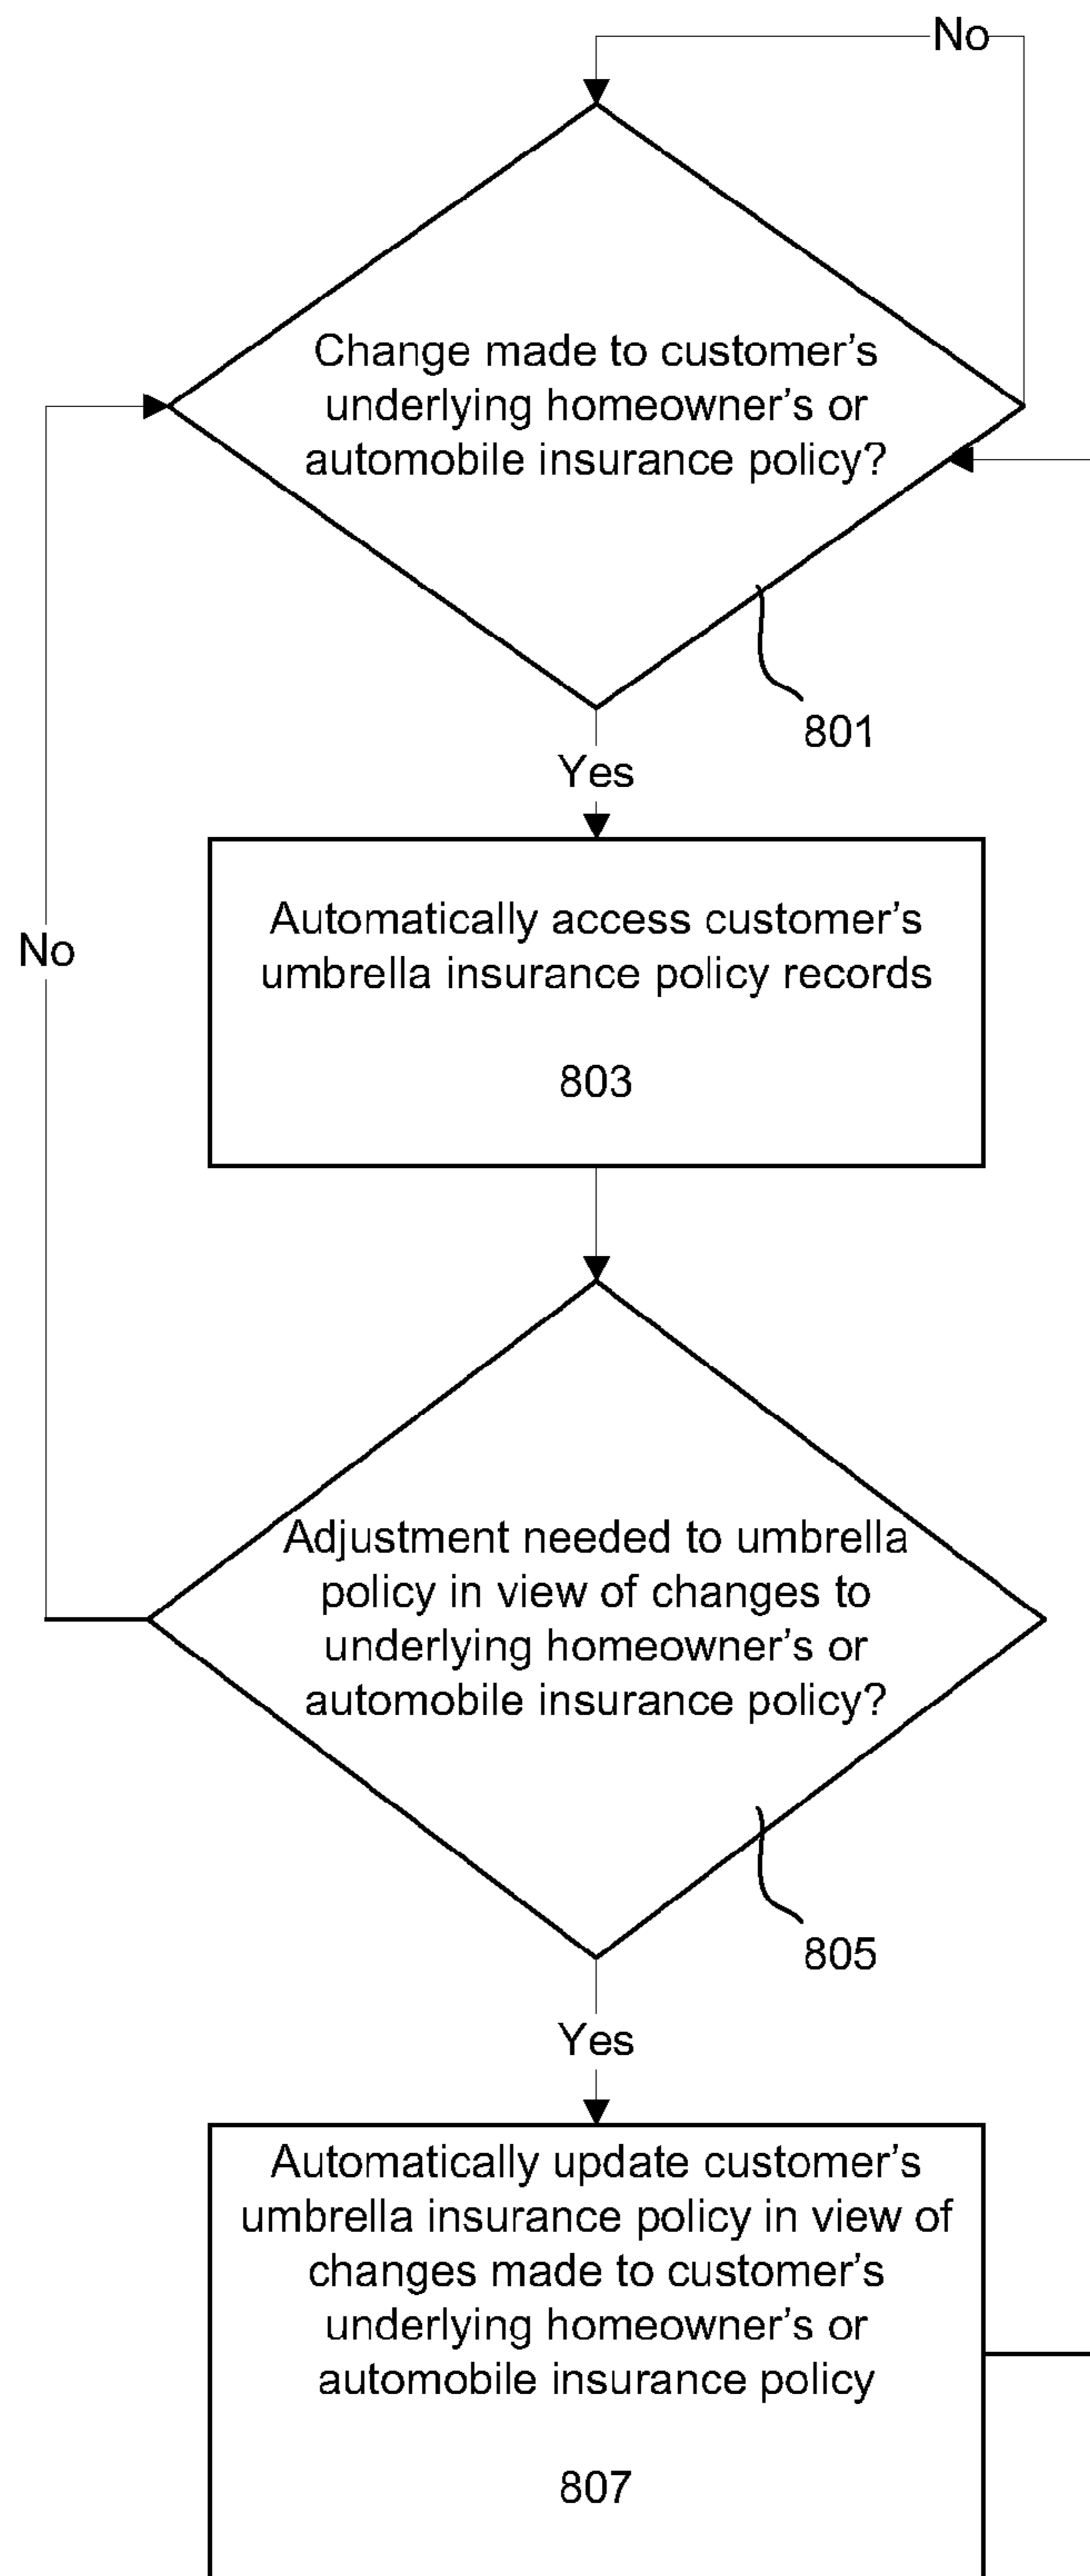 No
Change made to customer’s
underlying homeowner’s or
automobile insurance policy?
801
Yes
Automatically access customer’s
umbrella insurance policy records
803
No
Adjustment needed to umbrella
policy in view of changes to
underlying homeowner’s or
automobile insurance policy?
805
Yes
Automatically update customer’s
umbrella insurance policy in view of
changes made to customer’s
underlying homeowner’s or
automobile insurance policy
807